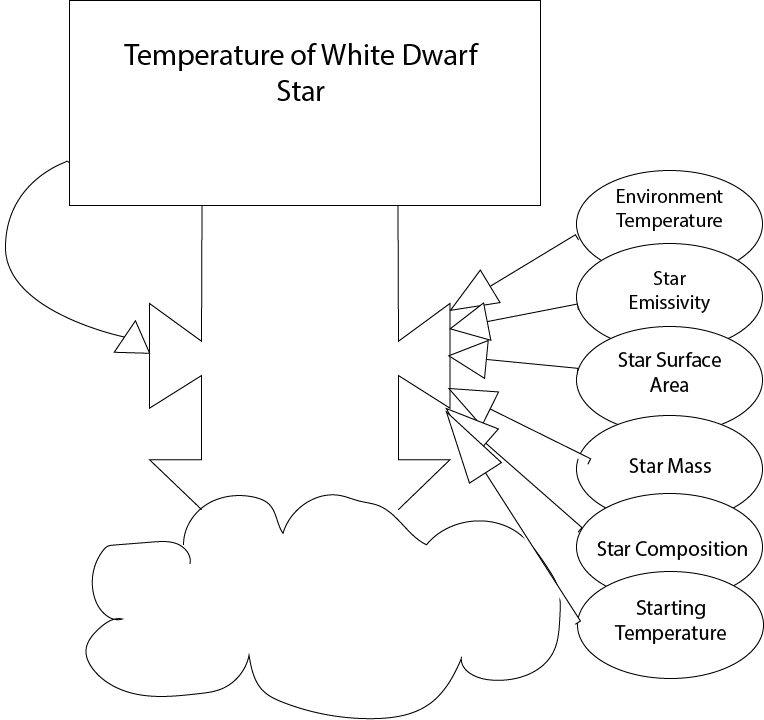 Temperature of White Dwarf
Star
Environment
Temperature
Star
Emissivity
Star Surface
Area
Star Mass
Star Composition
Starting
Temperature